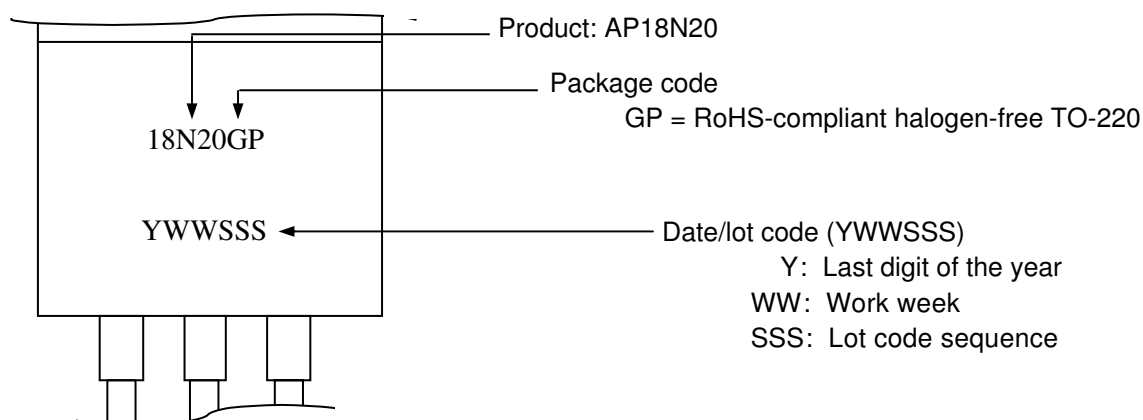 Product: AP18N20
Package code
GP = RoHS-compliant halogen-free TO-220
18N20GP
YWWSSS
Date/lot code (YWWSSS)
Y: Last digit of the year
WW: Work week
SSS: Lot code sequence